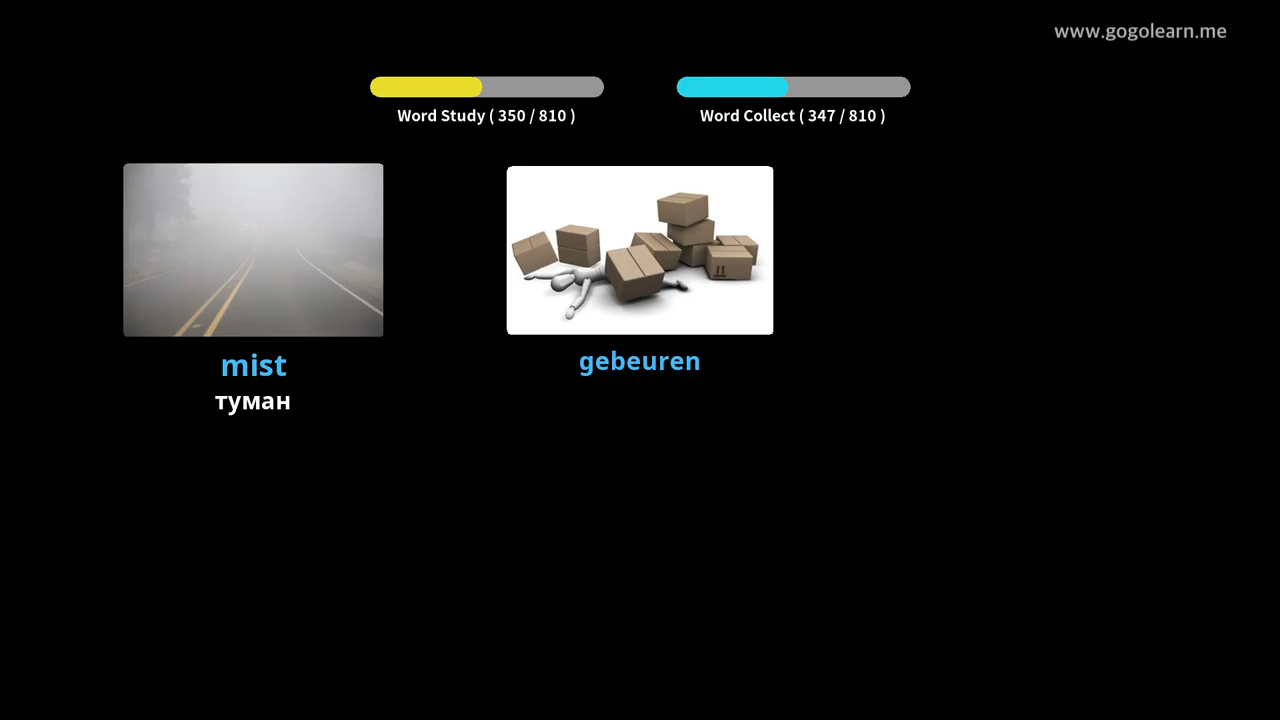 www.gogolearn.me
Word Study ( 350 / 810 )
Word Collect ( 347 / 810 )
mist
туман
gebeuren